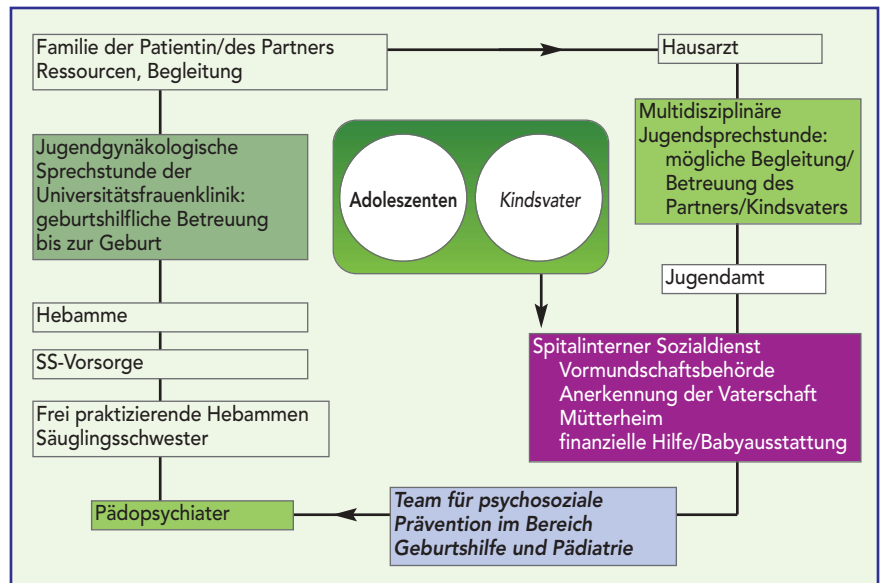 Familie der Patientin/des Partners
Ressourcen, Begleitung
Hausarzt
Jugendgynäkologische
Sprechstunde der
Universitätsfrauenklinik:
geburtshilfliche Betreuung
bis zur Geburt
Adoleszenten
Kindsvater
Multidisziplinäre
Jugendsprechstunde:
mögliche Begleitung/
Betreuung des
Partners/Kindsvaters
Jugendamt
Hebamme
SS-Vorsorge
Frei praktizierende Hebammen
Säuglingsschwester
Spitalinterner Sozialdienst
Vormundschaftsbehörde
Anerkennung der Vaterschaft
Mütterheim
finanzielle Hilfe/Babyausstattung
Pädopsychiater
Team für psychosoziale
Prävention im Bereich
Geburtshilfe und Pädiatrie